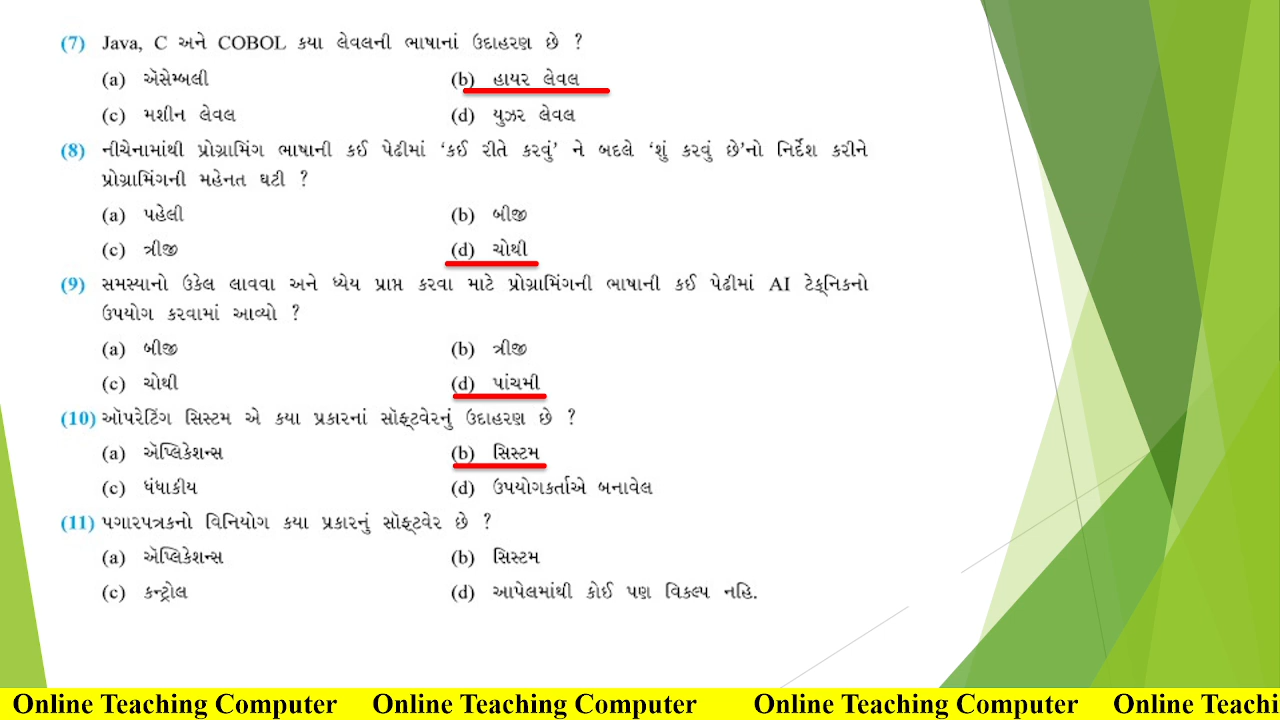 (7) Java, C અને COBOL કયા લેવલની ભાષાનાં ઉદાહરણ છે ?
(a) ઍસેમ્બલી (b) હાયર લેવલ
(c) મશીન લેવલ (d) યુઝર લેવલ
(8) નીચેનામાંથી પ્રોગ્રામિંગ ભાષાની કઈ પેઢીમાં ‘કઈ રીતે કરવું’ ને બદલે ‘શું કરવું છે’નો નિર્દેશ કરીને
પ્રોગ્રામિંગની મહેનત ઘટી ?
(a) પહેલી (b) બીજી
(c) ત્રીજી (d) ચોથી
(9) સમસ્યાનો ઉકેલ લાવવા અને ધ્યેય પ્રાપ્ત કરવા માટે પ્રોગ્રામિંગની ભાષાની કઈ પેઢીમાં AI ટેક્નિકનો
ઉપયોગ કરવામાં આવ્યો ?
(a) બીજી (b) ત્રીજી
(c) ચોથી (d) પાંચમી
(10) ઑપરેટિંગ સિસ્ટમ એ કયા પ્રકારનાં સૉફ્ટવેરનું ઉદાહરણ છે ?
(a) ઍપ્લિકેશન્સ (b) સિસ્ટમ
(c) ધંધાકીય (d) ઉપયોગકર્તાએ બનાવેલ
(11) પગારપત્રકનો વિનિયોગ કયા પ્રકારનું સૉફ્ટવેર છે ?
(a) ઍપ્લિકેશન્સ (b) સિસ્ટમ
(c) કન્ટ્રોલ (d) આપેલમાંથી કોઈ પણ વિકલ્પ નહિ.
Online Teaching Computer Online Teaching Computer Online Teaching Computer Online Teachi